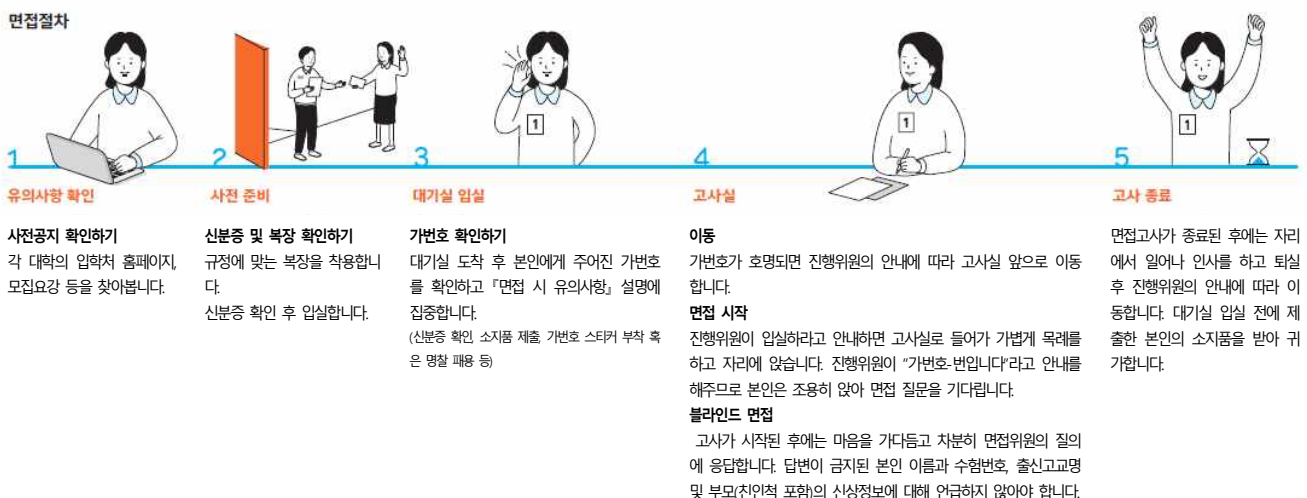 면접절차
1
유의사항 확인
사전공지 확인하기
각 대학의 입학처 홈페이지,
모집요강 등을 찾아봅니다.
2
사전 준비
신분증 및 복장 확인하기
규정에 맞는 복장을 착용합니
다.
신분증 확인 후 입실합니다.
1
3
대기실 입실
가번호 확인하기
대기실 도착 후 본인에게 주어진 가번호
를 확인하고 『면접 시 유의사항』 설명에
집중합니다.
(신분증 확인, 소지품 제출, 가번호 스티커 부착 혹
은 명찰 패용 등)
1
4
고사실
이동
가번호가 호명되면 진행위원의 안내에 따라 고사실 앞으로 이동
합니다.
면접 시작
진행위원이 입실하라고 안내하면 고사실로 들어가 가볍게 목례를
하고 자리에 앉습니다. 진행위원이 "가번호-번입니다"라고 안내를
해주므로 본인은 조용히 앉아 면접 질문을 기다립니다.
블라인드 면접
고사가 시작된 후에는 마음을 가다듬고 차분히 면접위원의 질의
에 응답합니다. 답변이 금지된 본인 이름과 수험번호, 출신고교명
및 부모(친인척 포함)의 신상정보에 대해 언급하지 않아야 합니다.
1
5
고사 종료
면접고사가 종료된 후에는 자리
에서 일어나 인사를 하고 퇴실
후 진행위원의 안내에 따라 이
동합니다. 대기실 입실 전에 제
출한 본인의 소지품을 받아 귀
가합니다.